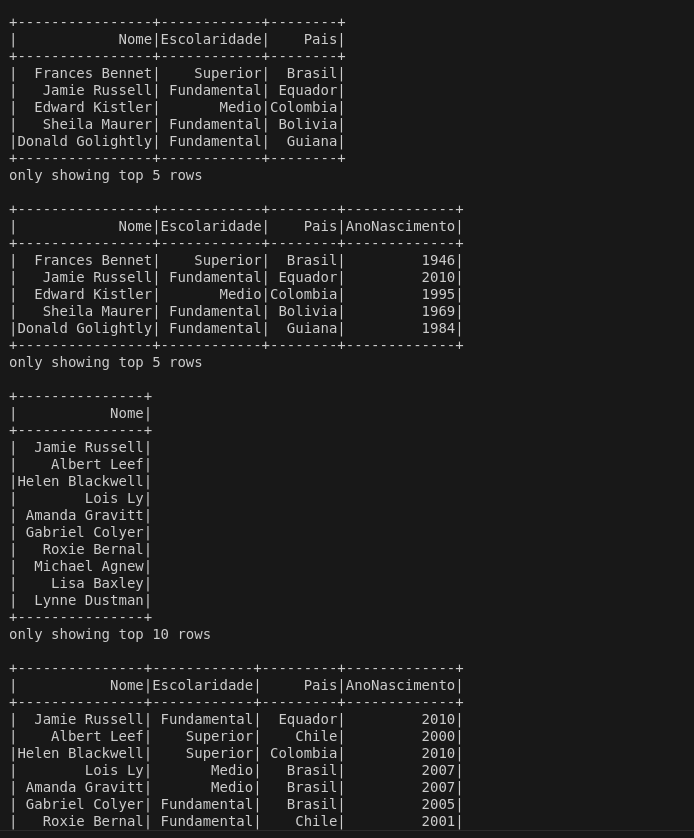 +----------------+------------+--------+
|            Nome|Escolaridade|    Pais|
+----------------+------------+--------+
|  Frances Bennet|    Superior|  Brasil|
|   Jamie Russell| Fundamental| Equador|
|  Edward Kistler|       Medio|Colombia|
|   Sheila Maurer| Fundamental| Bolivia|
|Donald Golightly| Fundamental|  Guiana|
+----------------+------------+--------+
only showing top 5 rows

+----------------+------------+--------+-------------+
|            Nome|Escolaridade|    Pais|AnoNascimento|
+----------------+------------+--------+-------------+
|  Frances Bennet|    Superior|  Brasil|         1946|
|   Jamie Russell| Fundamental| Equador|         2010|
|  Edward Kistler|       Medio|Colombia|         1995|
|   Sheila Maurer| Fundamental| Bolivia|         1969|
|Donald Golightly| Fundamental|  Guiana|         1984|
+----------------+------------+--------+-------------+
only showing top 5 rows

+---------------+
|           Nome|
+---------------+
|  Jamie Russell|
|    Albert Leef|
|Helen Blackwell|
|        Lois Ly|
| Amanda Gravitt|
| Gabriel Colyer|
|   Roxie Bernal|
|  Michael Agnew|
|    Lisa Baxley|
|  Lynne Dustman|
+---------------+
only showing top 10 rows

+---------------+------------+---------+-------------+
|           Nome|Escolaridade|     Pais|AnoNascimento|
+---------------+------------+---------+-------------+
|  Jamie Russell| Fundamental|  Equador|         2010|
|    Albert Leef|    Superior|    Chile|         2000|
|Helen Blackwell|    Superior| Colombia|         2010|
|        Lois Ly|       Medio|   Brasil|         2007|
| Amanda Gravitt|       Medio|   Brasil|         2007|
| Gabriel Colyer| Fundamental|   Brasil|         2005|
|   Roxie Bernal| Fundamental|    Chile|         2001|